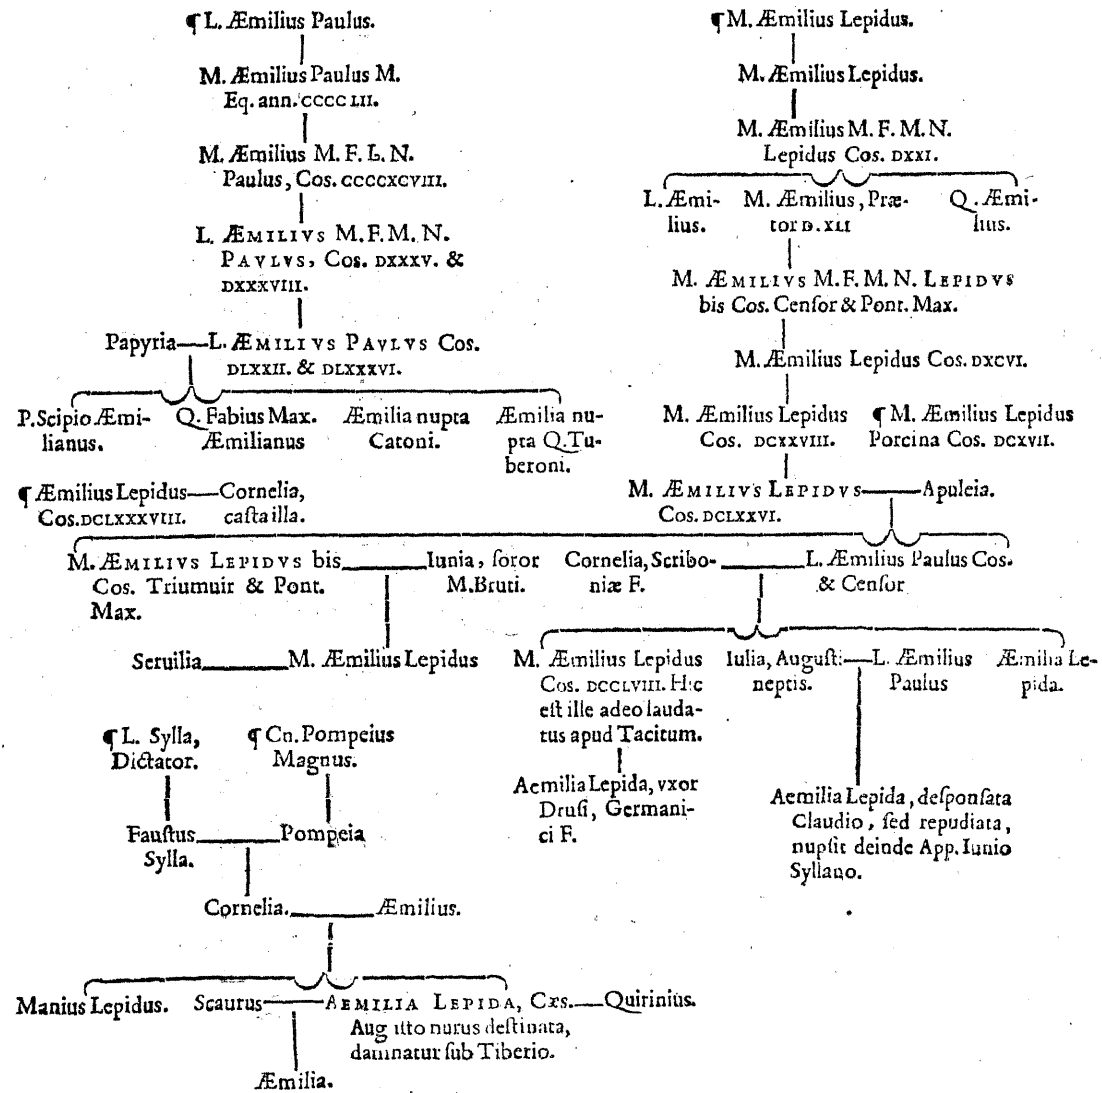 ¶ L. Æmilius Paulus.
M. Æmilius Paulus M.
Eq. ann. CCCCLII.
M. Æmilius M. F. L. N.
Paulus, Cos. CCCCXCVIII.
L. ÆMILIVS M. F. M. N.
PAVLVS, Cos. DXXXV. &
DXXXVIII.
Papyria—L. ÆMILIVS PAVLVS Cos.
DLXXII. & DLXXXVI.
P. Scipio Æmi-
lianus.
Q. Fabius Max.
Æmilianus
Æmilia nupta
Catoni.
Æmilia nu-
pta Q. Tu-
beroni.
¶ M. Æmilius Lepidus.
M. Æmilius Lepidus.
M. Æmilius M. F. M. N.
Lepidus Cos. DXXI.
L. Æmi-
lius.
M. Æmilius, Præ-
tor D. XLI
Q. Æmi-
lius.
M. ÆMILIVS M. F. M. N. LEPIDVS
bis Cos. Cenſor & Pont. Max.
M. Æmilius Lepidus Cos. DXCVI.
M. Æmilius Lepidus
Cos. DCXXVIII.
¶ M. Æmilius Lepidus
Porcina Cos. DCXVII.
¶ Æmilius Lepidus—Cornelia,
Cos. DCLXXXVIII. caſta illa.
M. ÆMILIVS LEPIDVS—Apuleia.
Cos. DCLXXVI.
M. ÆMILIVS LEPIDVS bis
Cos. Triumuir & Pont.
Max.
Iunia, ſoror
M. Bruti.
Cornelia, Scribo-
niæ F.
L. Æmilius Paulus Cos.
& Cenſor
Seruilia—M. Æmilius Lepidus
M. Æmilius Lepidus
Cos. DCCLVIII. Hic
eſt ille adeo lauda-
tus apud Tacitum.
Iulia, Auguſti
neptis.
L. Æmilius
Paulus
Æmilia Le-
pida.
Aemilia Lepida, vxor
Druſi, Germani-
ci F.
Aemilia Lepida, deſponſata
Claudio, ſed repudiata,
nupſit deinde App. Iunio
Syllano.
¶ L. Sylla,
Dictator.
¶ Cn. Pompeius
Magnus.
Fauſtus
Sylla.
Pompeia
Cornelia.—Æmilius.
Manius Lepidus. Scaurus—AEMILIA LEPIDA, Cæs.—Quirinius.
Auguſto nurus deſtinata,
damnatur ſub Tiberio.
Æmilia.